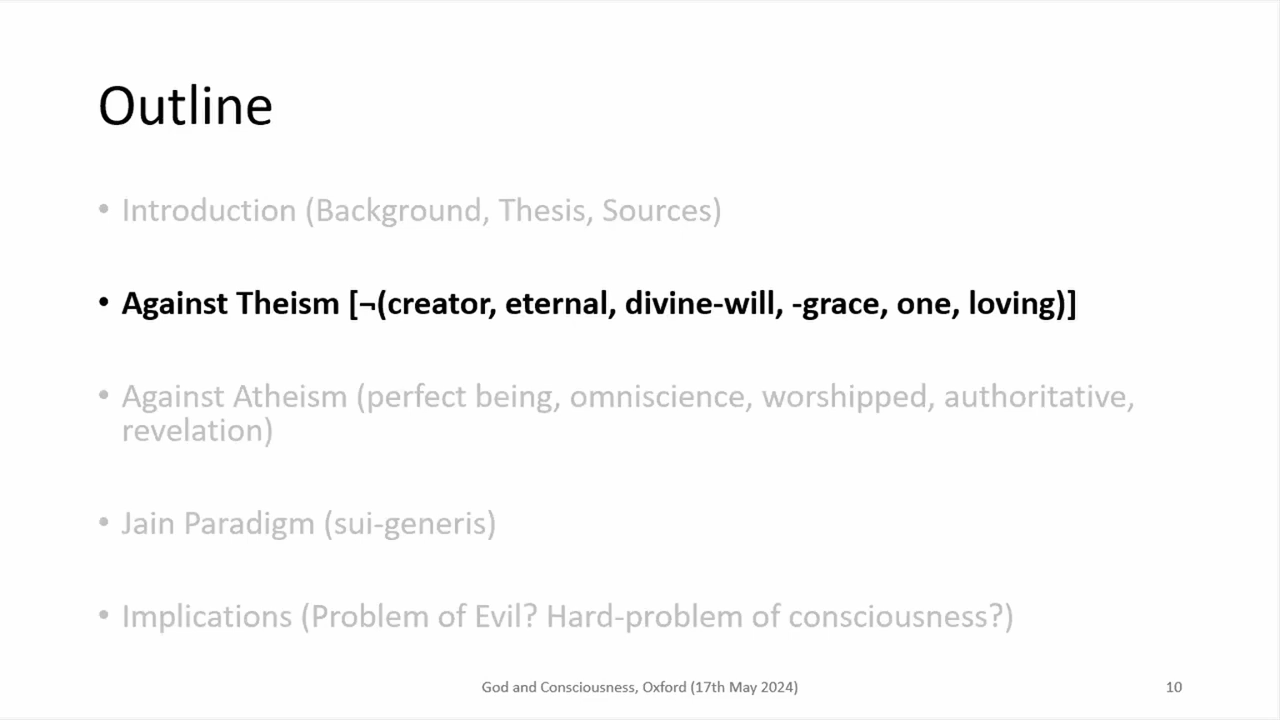 Outline
• Introduction (Background, Thesis, Sources)
• Against Theism [¬(creator, eternal, divine-will, -grace, one, loving)]
• Against Atheism (perfect being, omniscience, worshipped, authoritative,
revelation)
• Jain Paradigm (sui-generis)
• Implications (Problem of Evil? Hard-problem of consciousness?)
God and Consciousness, Oxford (17th May 2024)
10